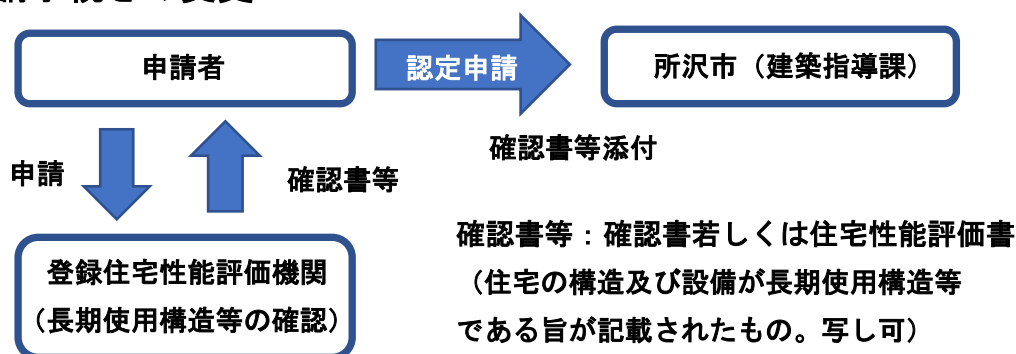 申請者
認定申請
所沢市（建築指導課）
確認書等添付
申請
確認書等
確認書等：確認書若しくは住宅性能評価書
（住宅の構造及び設備が長期使用構造等
である旨が記載されたもの。写し可）
登録住宅性能評価機関
（長期使用構造等の確認）